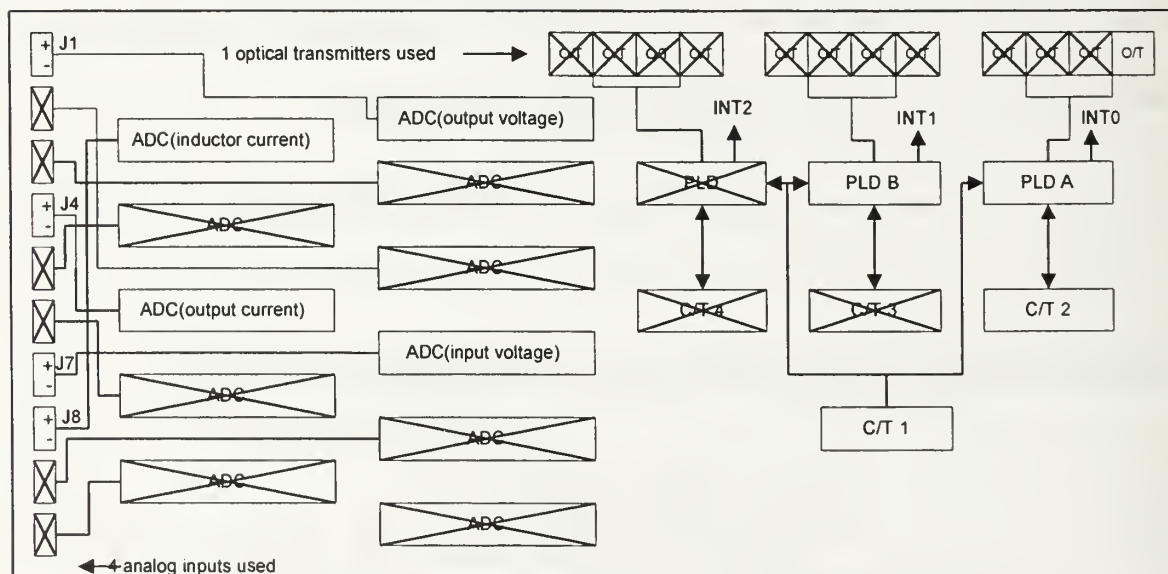 J1
+
-
1 optical transmitters used
O/T O/T O/T O/T
O/T O/T O/T O/T
O/T O/T O/T O/T
ADC(output voltage)
INT2
INT1
INT0
ADC(inductor current)
ADC
PLD
PLD B
PLD A
J4
+
-
ADC
ADC
ADC(output current)
C/T 4
C/T 3
C/T 2
J7
+
-
ADC(input voltage)
ADC
J8
+
-
C/T 1
ADC
ADC
ADC
4 analog inputs used